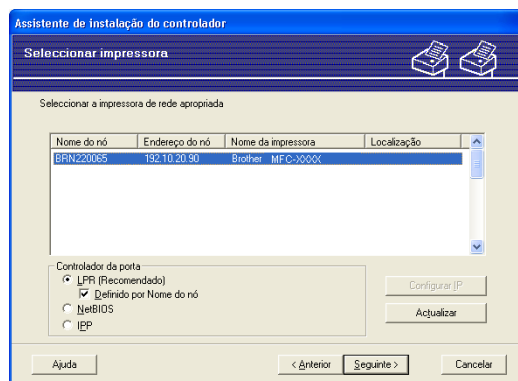 Assistente de instalação do controlador
Seleccionar impressora
Seleccionar a impressora de rede apropriada
Nome do nó Endereço do nó Nome da impressora Localização
BRN220065 192.10.20.90 Brother MFC-XXXX
Controlador da porta
LPR (Recomendado)
Definido por Nome do nó
NetBIOS
IPP
Configurar IP
Actualizar
Ajuda < Anterior Seguinte > Cancelar